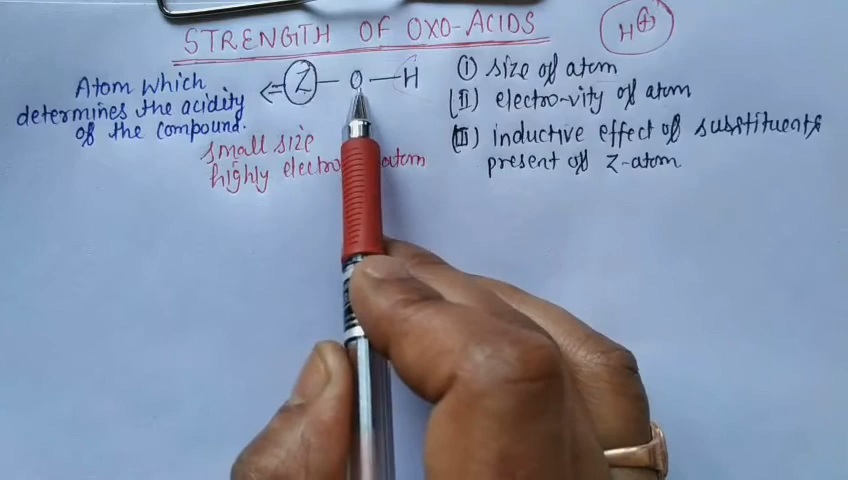 STRENGTH OF OXO-ACIDS
H⊕
Atom which
determines the acidity
of the compound.
⇐ Z — O — H
small size
highly electro atom
(I) size of atom
(II) electro-vity of atom
(III) inductive effect of substituents
present of Z-atom